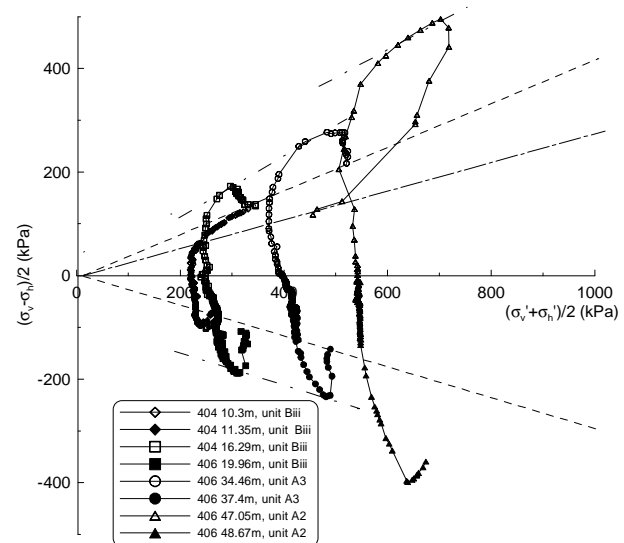 400
200
0
-200
-400
(σv-σh)/2 (kPa)
0 200 400 600 800 1000
(σv'+σh')/2 (kPa)
404 10.3m, unit Biii
404 11.35m, unit Biii
404 16.29m, unit Biii
406 19.96m, unit Biii
406 34.46m, unit A3
406 37.4m, unit A3
406 47.05m, unit A2
406 48.67m, unit A2